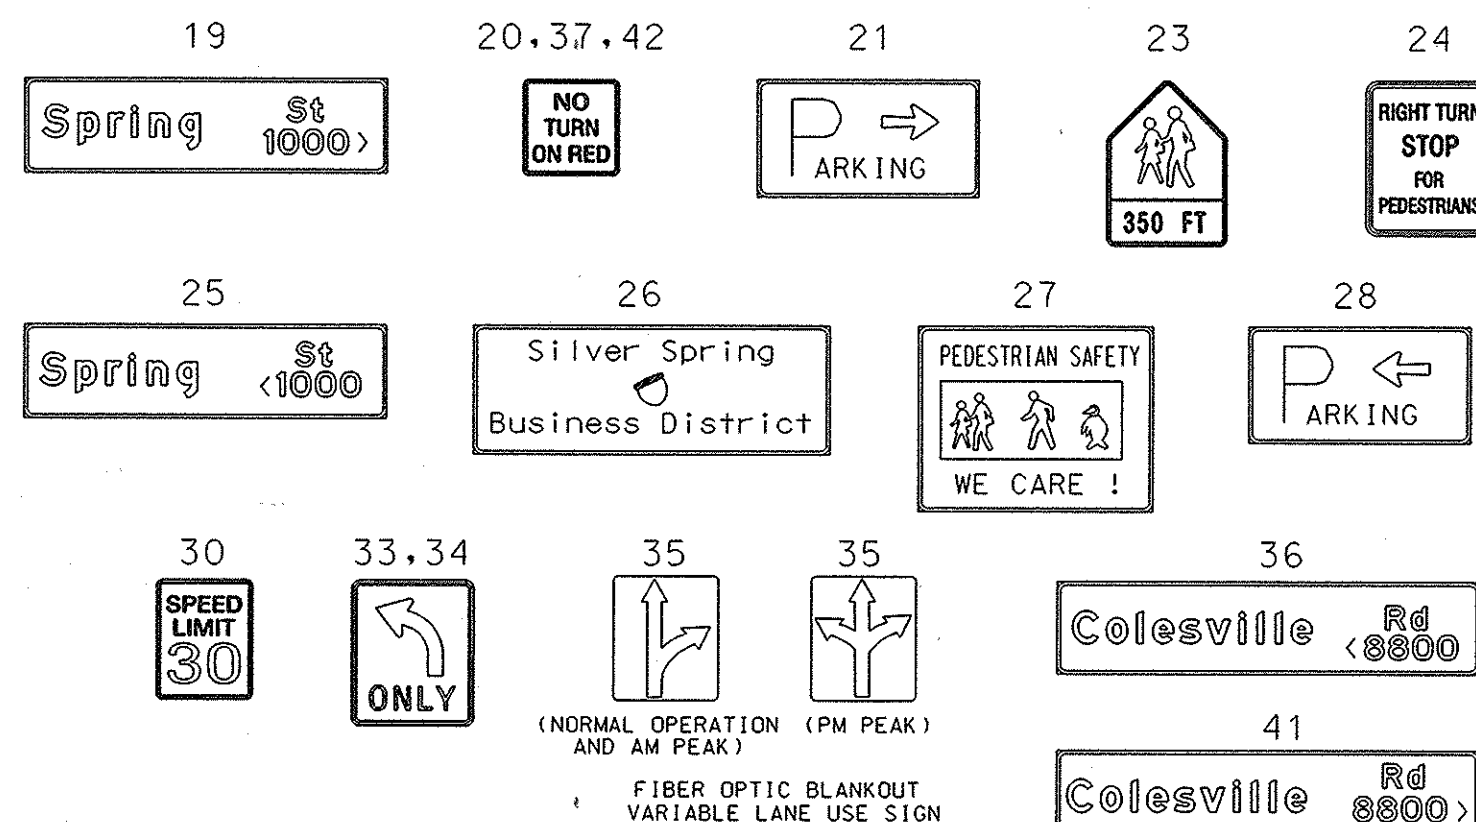 19
Spring St
1000>
20,37,42
NO
TURN
ON RED
21
P
ARKING
23
350 FT
24
RIGHT TURN
STOP
FOR
PEDESTRIANS
25
Spring St
<1000
26
Silver Spring
Business District
27
PEDESTRIAN SAFETY
WE CARE !
28
P
ARKING
30
SPEED
LIMIT
30
33,34
ONLY
35
(NORMAL OPERATION
AND AM PEAK)
35
(PM PEAK)
FIBER OPTIC BLANKOUT
VARIABLE LANE USE SIGN
36
Colesville Rd
<8800
41
Colesville Rd
8800>